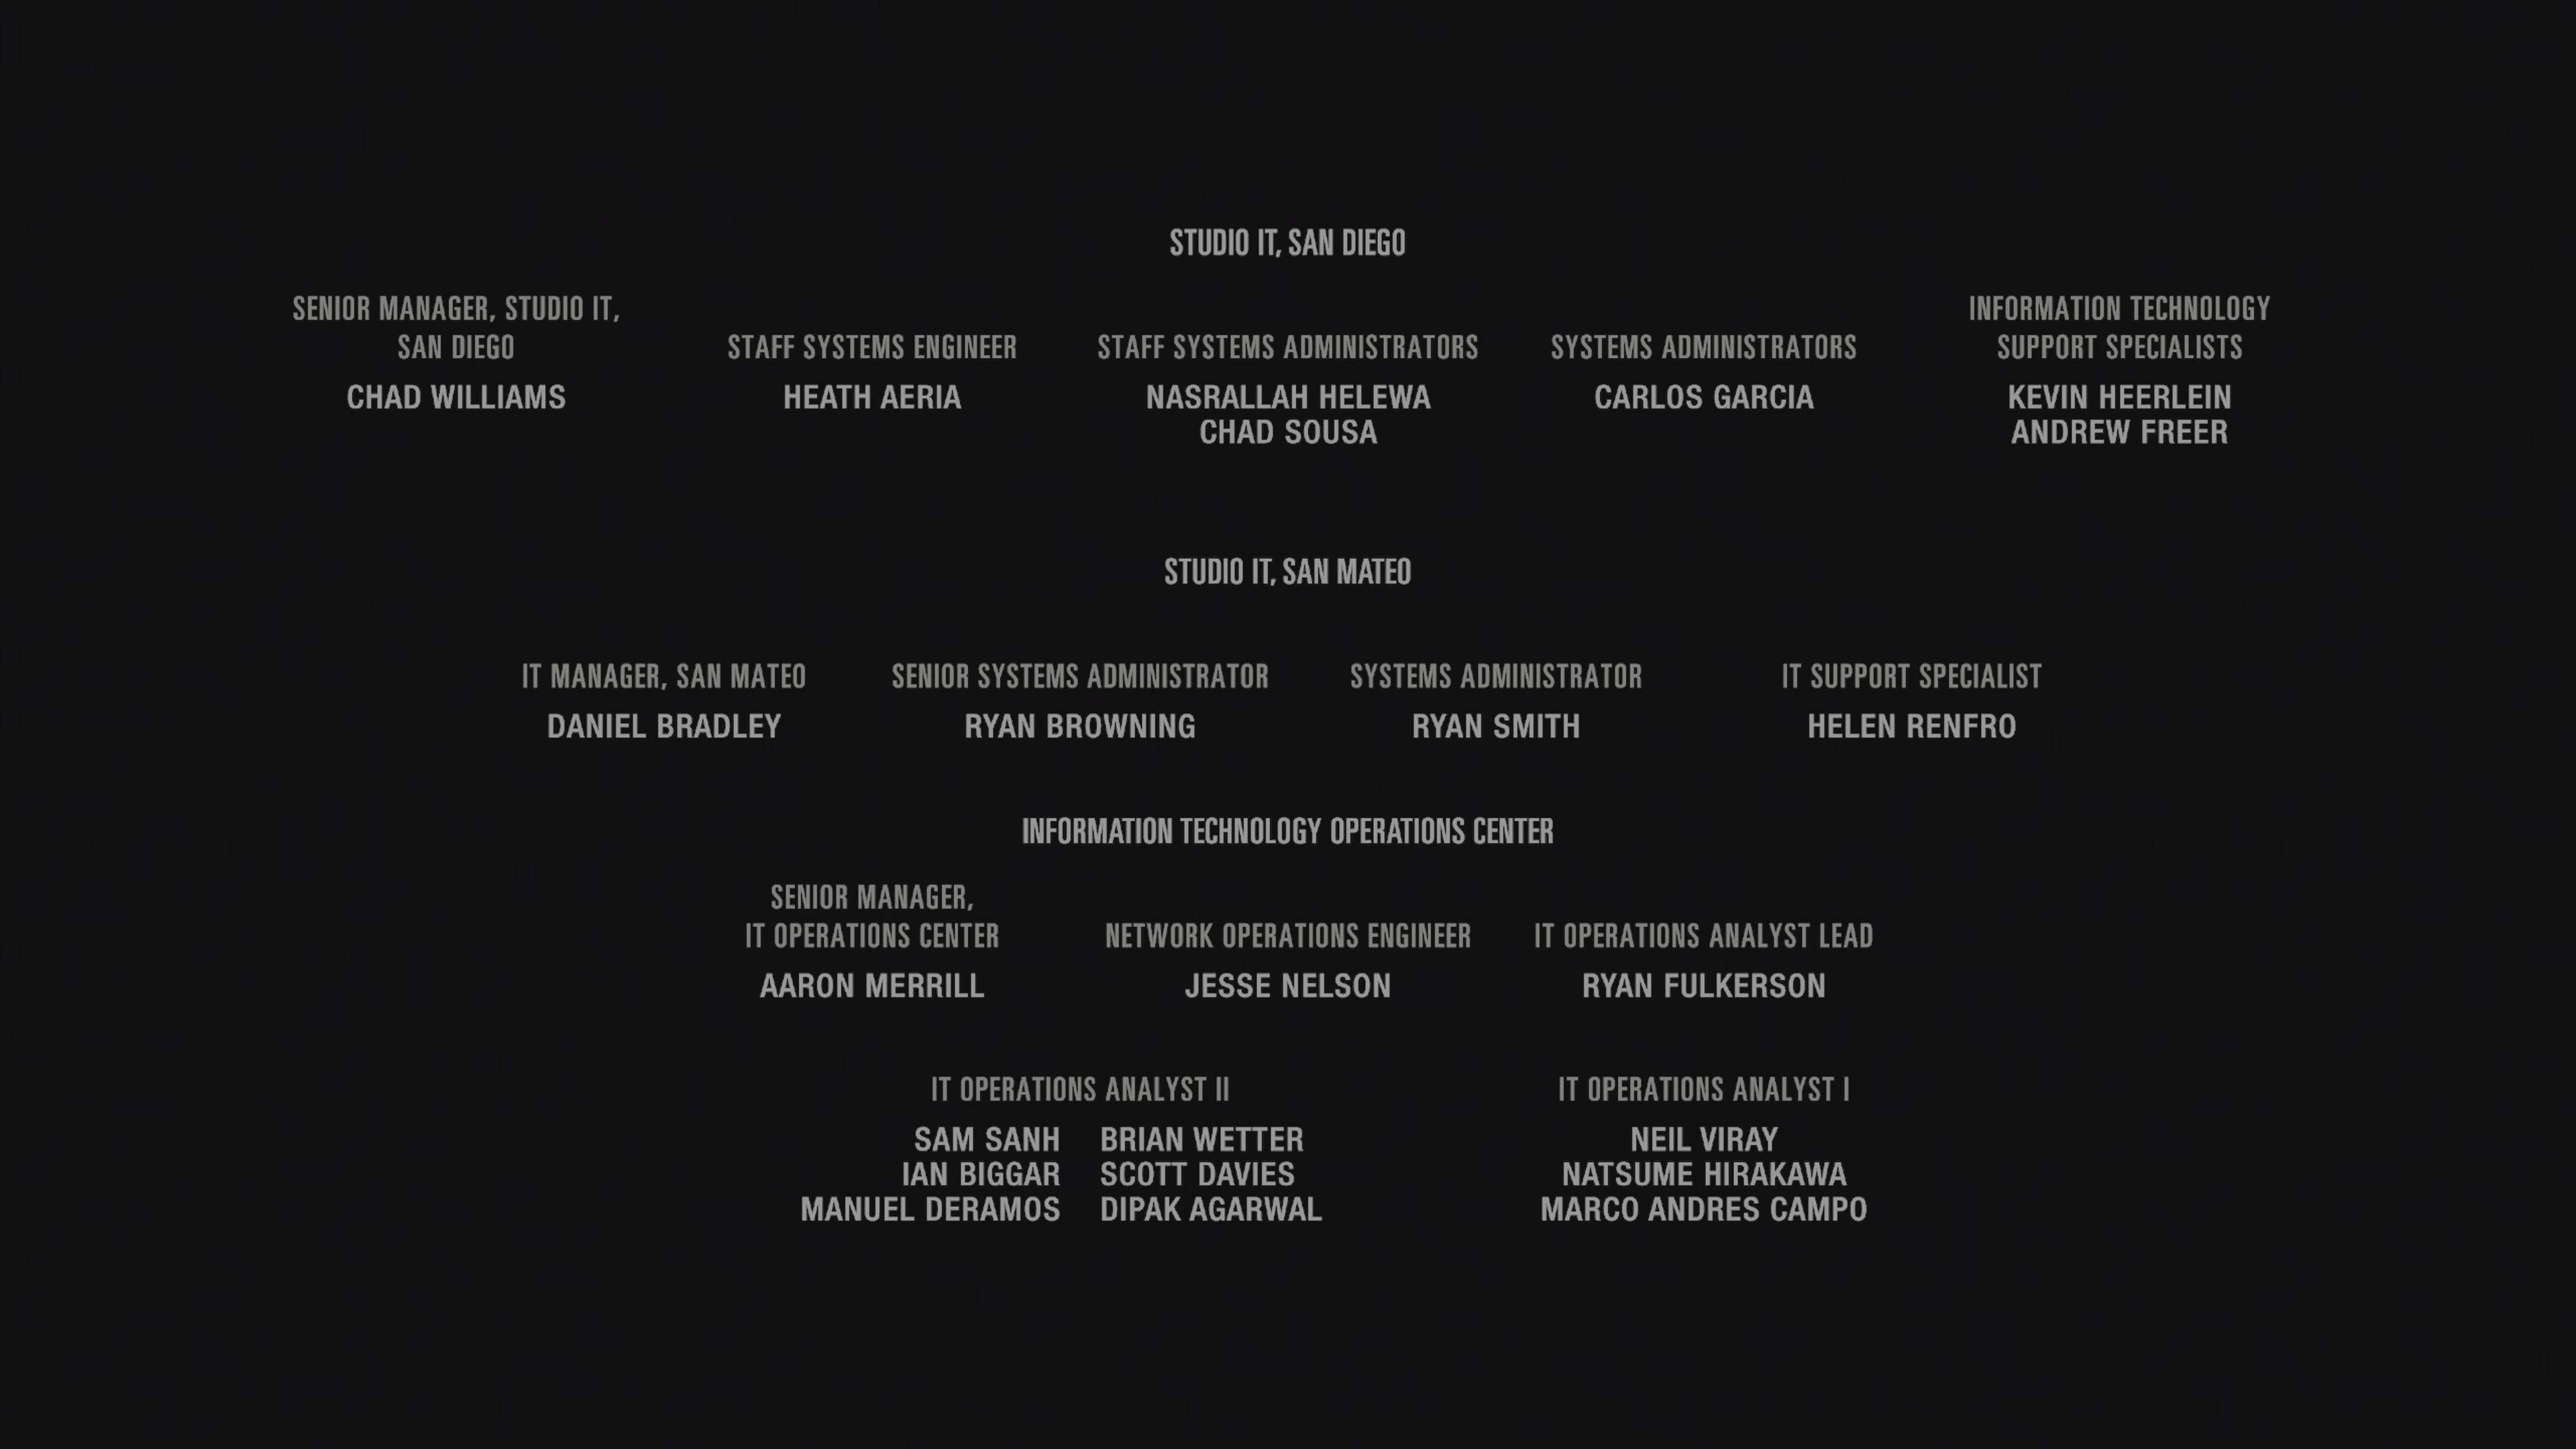 STUDIO IT, SAN DIEGO
SENIOR MANAGER, STUDIO IT,
SAN DIEGO
CHAD WILLIAMS
STAFF SYSTEMS ENGINEER
HEATH AERIA
STAFF SYSTEMS ADMINISTRATORS
NASRALLAH HELEWA
CHAD SOUSA
SYSTEMS ADMINISTRATORS
CARLOS GARCIA
INFORMATION TECHNOLOGY
SUPPORT SPECIALISTS
KEVIN HEERLEIN
ANDREW FREER
STUDIO IT, SAN MATEO
IT MANAGER, SAN MATEO
DANIEL BRADLEY
SENIOR SYSTEMS ADMINISTRATOR
RYAN BROWNING
SYSTEMS ADMINISTRATOR
RYAN SMITH
IT SUPPORT SPECIALIST
HELEN RENFRO
INFORMATION TECHNOLOGY OPERATIONS CENTER
SENIOR MANAGER,
IT OPERATIONS CENTER
AARON MERRILL
NETWORK OPERATIONS ENGINEER
JESSE NELSON
IT OPERATIONS ANALYST LEAD
RYAN FULKERSON
IT OPERATIONS ANALYST II
SAM SANH BRIAN WETTER
IAN BIGGAR SCOTT DAVIES
MANUEL DERAMOS DIPAK AGARWAL
IT OPERATIONS ANALYST I
NEIL VIRAY
NATSUME HIRAKAWA
MARCO ANDRES CAMPO